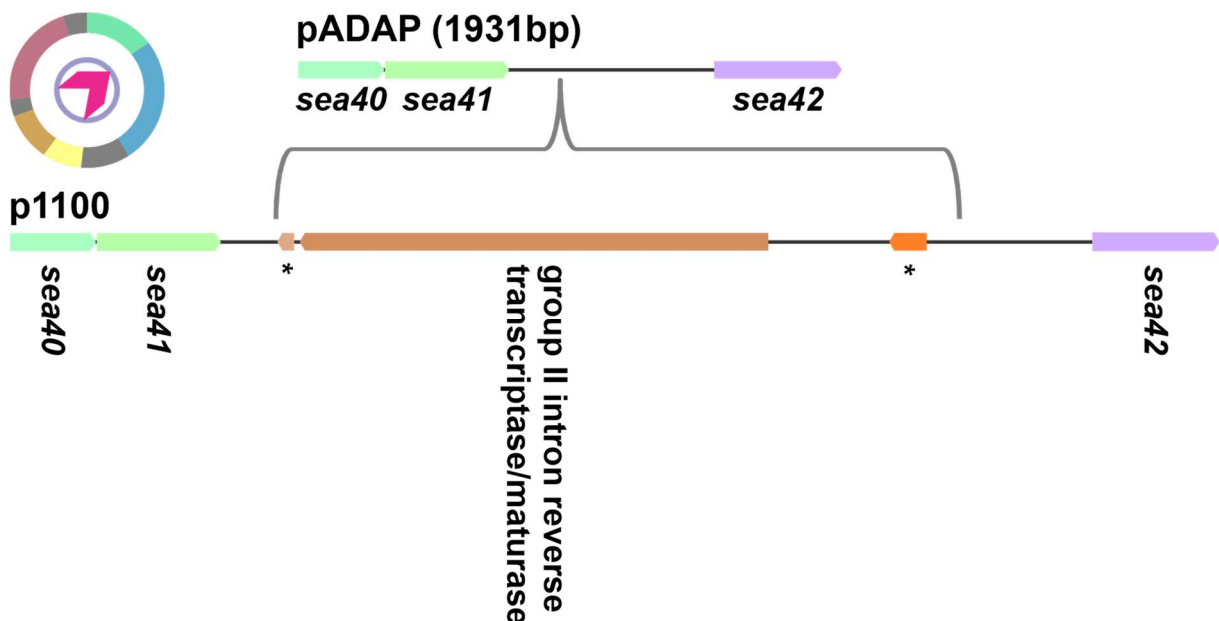 pADAP (1931bp)
sea40 sea41 sea42
p1100
* *
sea40 sea41 group II intron reverse sea42
transcriptase/maturase